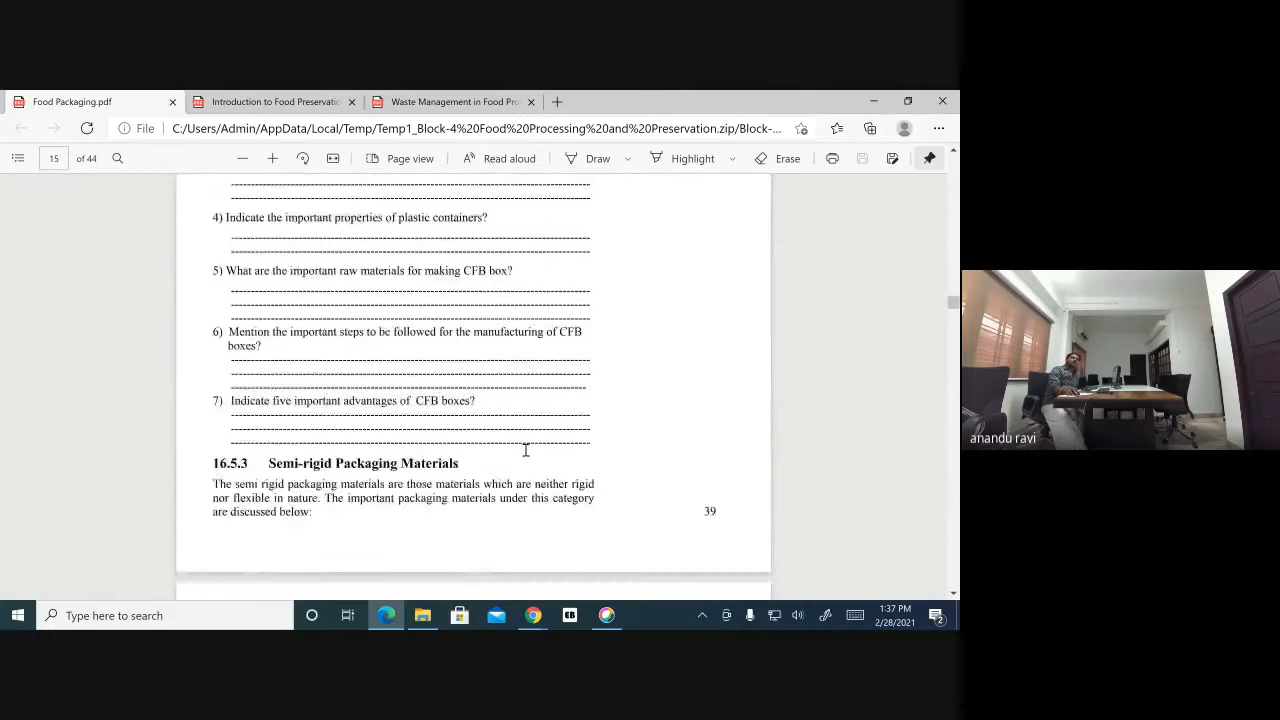 Food Packaging.pdf
Introduction to Food Preservatio
Waste Management in Food Pro
File
C:/Users/Admin/AppData/Local/Temp/Temp1_Block-4%20Food%20Processing%20and%20Preservation.zip/Block-...
15 of 44
Page view
Read aloud
Draw
Highlight
Erase
4) Indicate the important properties of plastic containers?
5) What are the important raw materials for making CFB box?
6) Mention the important steps to be followed for the manufacturing of CFB
boxes?
7) Indicate five important advantages of CFB boxes?
16.5.3 Semi-rigid Packaging Materials
The semi rigid packaging materials are those materials which are neither rigid
nor flexible in nature. The important packaging materials under this category
are discussed below:
39
anandu ravi
Type here to search
CB
1:37 PM
2/28/2021
2